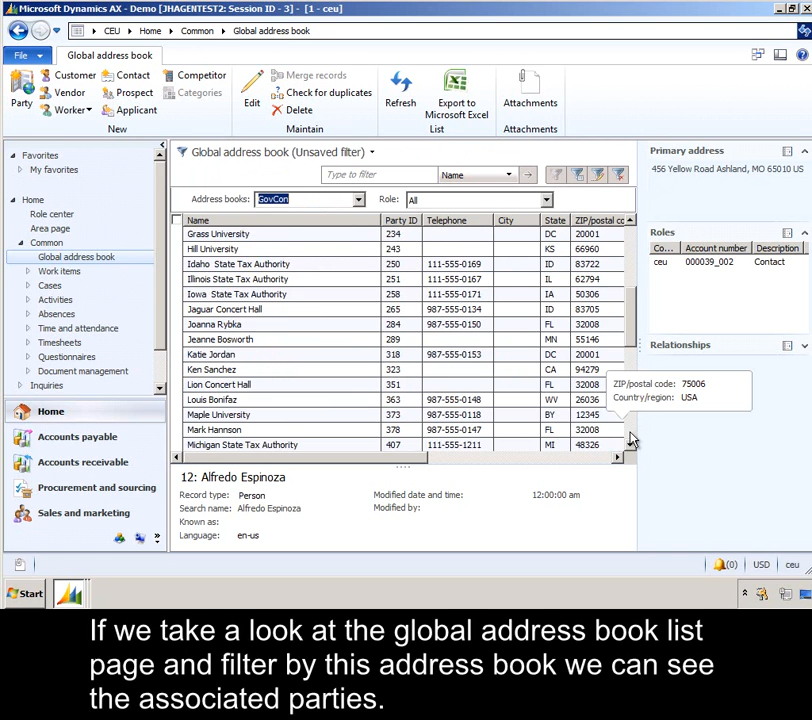 Microsoft Dynamics AX - Demo [JHAGENTEST2: Session ID - 3] - [1 - ceu]
CEU Home Common Global address book
File Global address book
Party
Customer Contact Competitor
Vendor Prospect Categories
Worker Applicant
New
Edit
Merge records
Check for duplicates
Delete
Maintain
Refresh
Export to
Microsoft Excel
List
Attachments
Attachments
Favorites
My favorites
Home
Role center
Area page
Common
Global address book
Work items
Cases
Activities
Absences
Time and attendance
Timesheets
Questionnaires
Document management
Inquiries
Home
Accounts payable
Accounts receivable
Procurement and sourcing
Sales and marketing
Global address book (Unsaved filter)
Type to filter Name
Address books: GovCon Role: All
Name Party ID Telephone City State ZIP/postal co
Grass University 234 DC 20001
Hill University 243 KS 66960
Idaho State Tax Authority 250 111-555-0169 ID 83722
Illinois State Tax Authority 251 111-555-0167 IL 62794
Iowa State Tax Authority 258 111-555-0171 IA 50306
Jaguar Concert Hall 265 987-555-0134 ID 83705
Joanna Rybka 284 987-555-0150 FL 32008
Jeanne Bosworth 289 MN 55146
Katie Jordan 318 987-555-0153 DC 20001
Ken Sanchez 323 CA 94279
Lion Concert Hall 351 FL 32008
Louis Bonifaz 363 987-555-0148 WV 26036
Maple University 373 987-555-0118 BY 12345
Mark Hannson 378 987-555-0147 FL 32008
Michigan State Tax Authority 407 111-555-1211 MI 48326
12: Alfredo Espinoza
Record type: Person
Search name: Alfredo Espinoza
Known as:
Language: en-us
Modified date and time: 12:00:00 am
Modified by:
Primary address
456 Yellow Road Ashland, MO 65010 US
Roles
Co... Account number Description
ceu 000039_002 Contact
Relationships
ZIP/postal code: 75006
Country/region: USA
(0) USD ceu
Start
If we take a look at the global address book list
page and filter by this address book we can see
the associated parties.